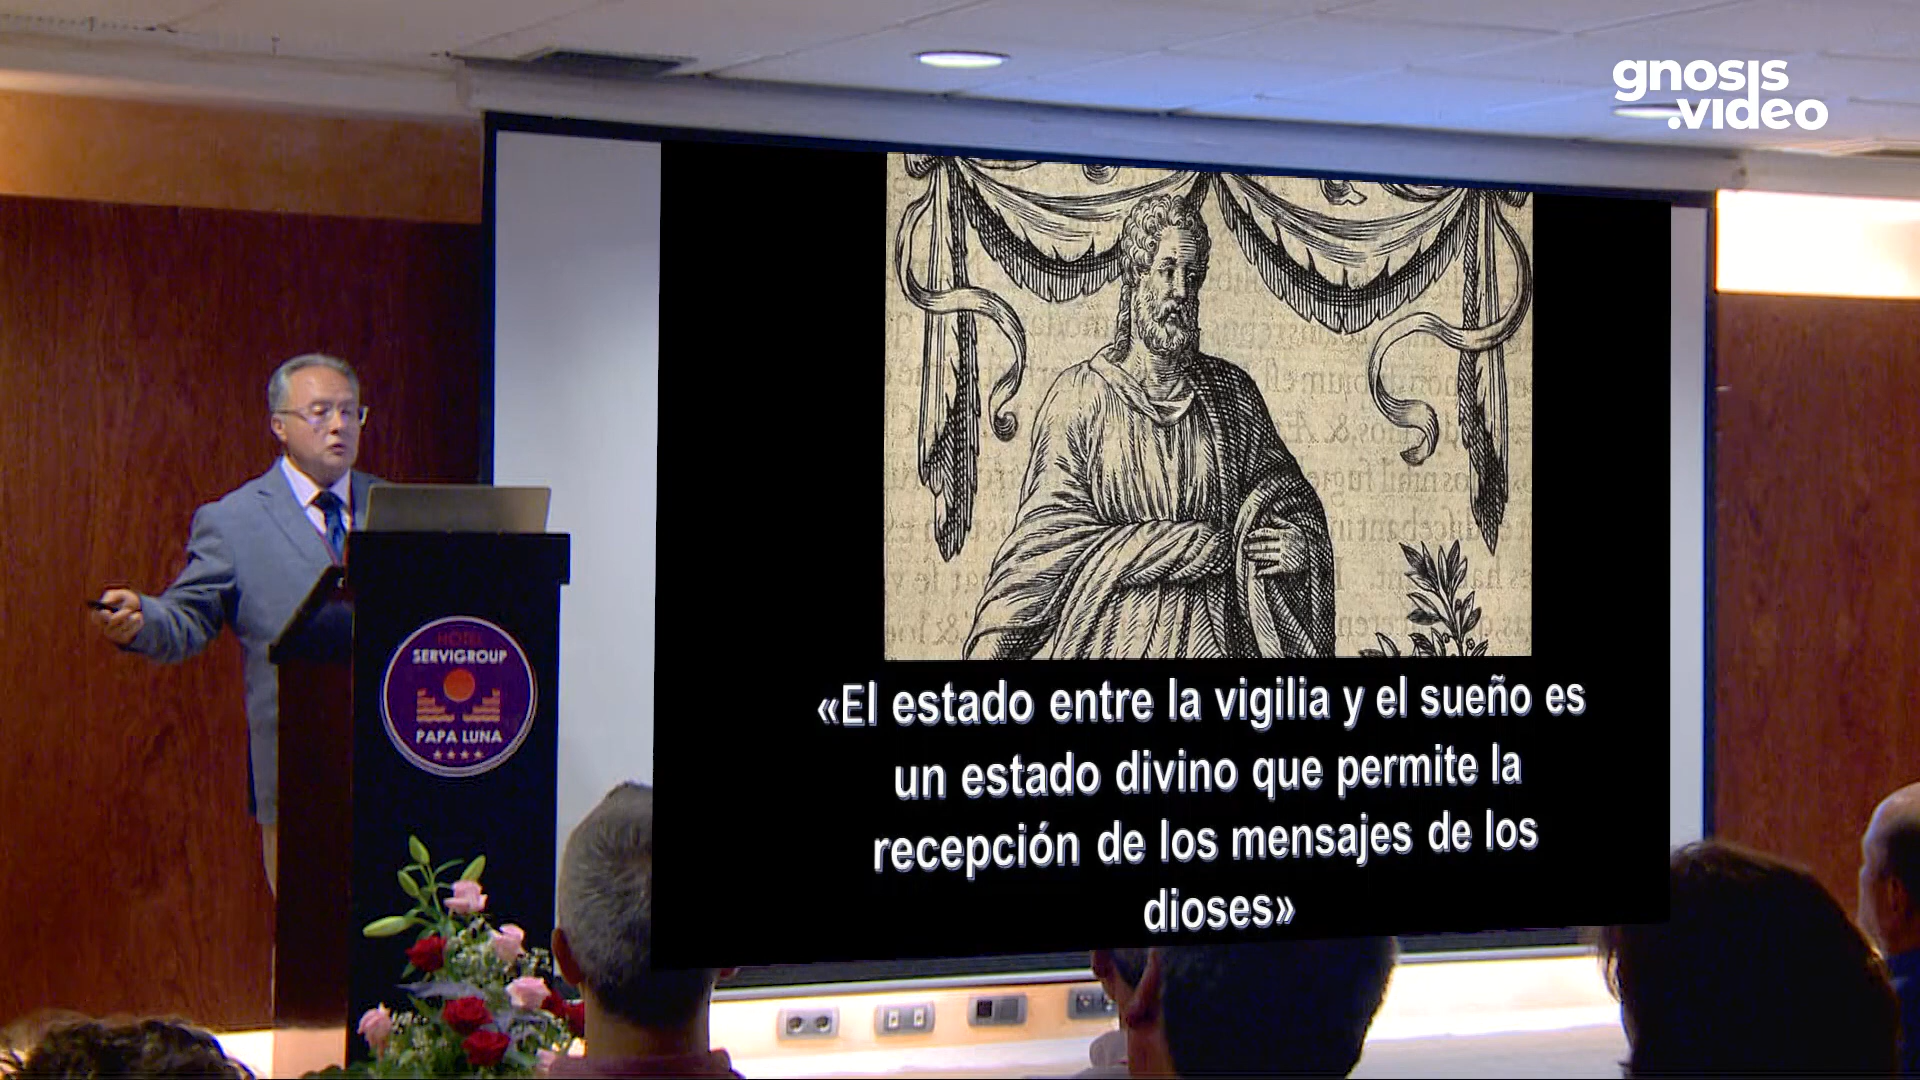 gnosis
.video
HOTEL
SERVIGROUP
PAPA LUNA
«El estado entre la vigilia y el sueño es
un estado divino que permite la
recepción de los mensajes de los
dioses»